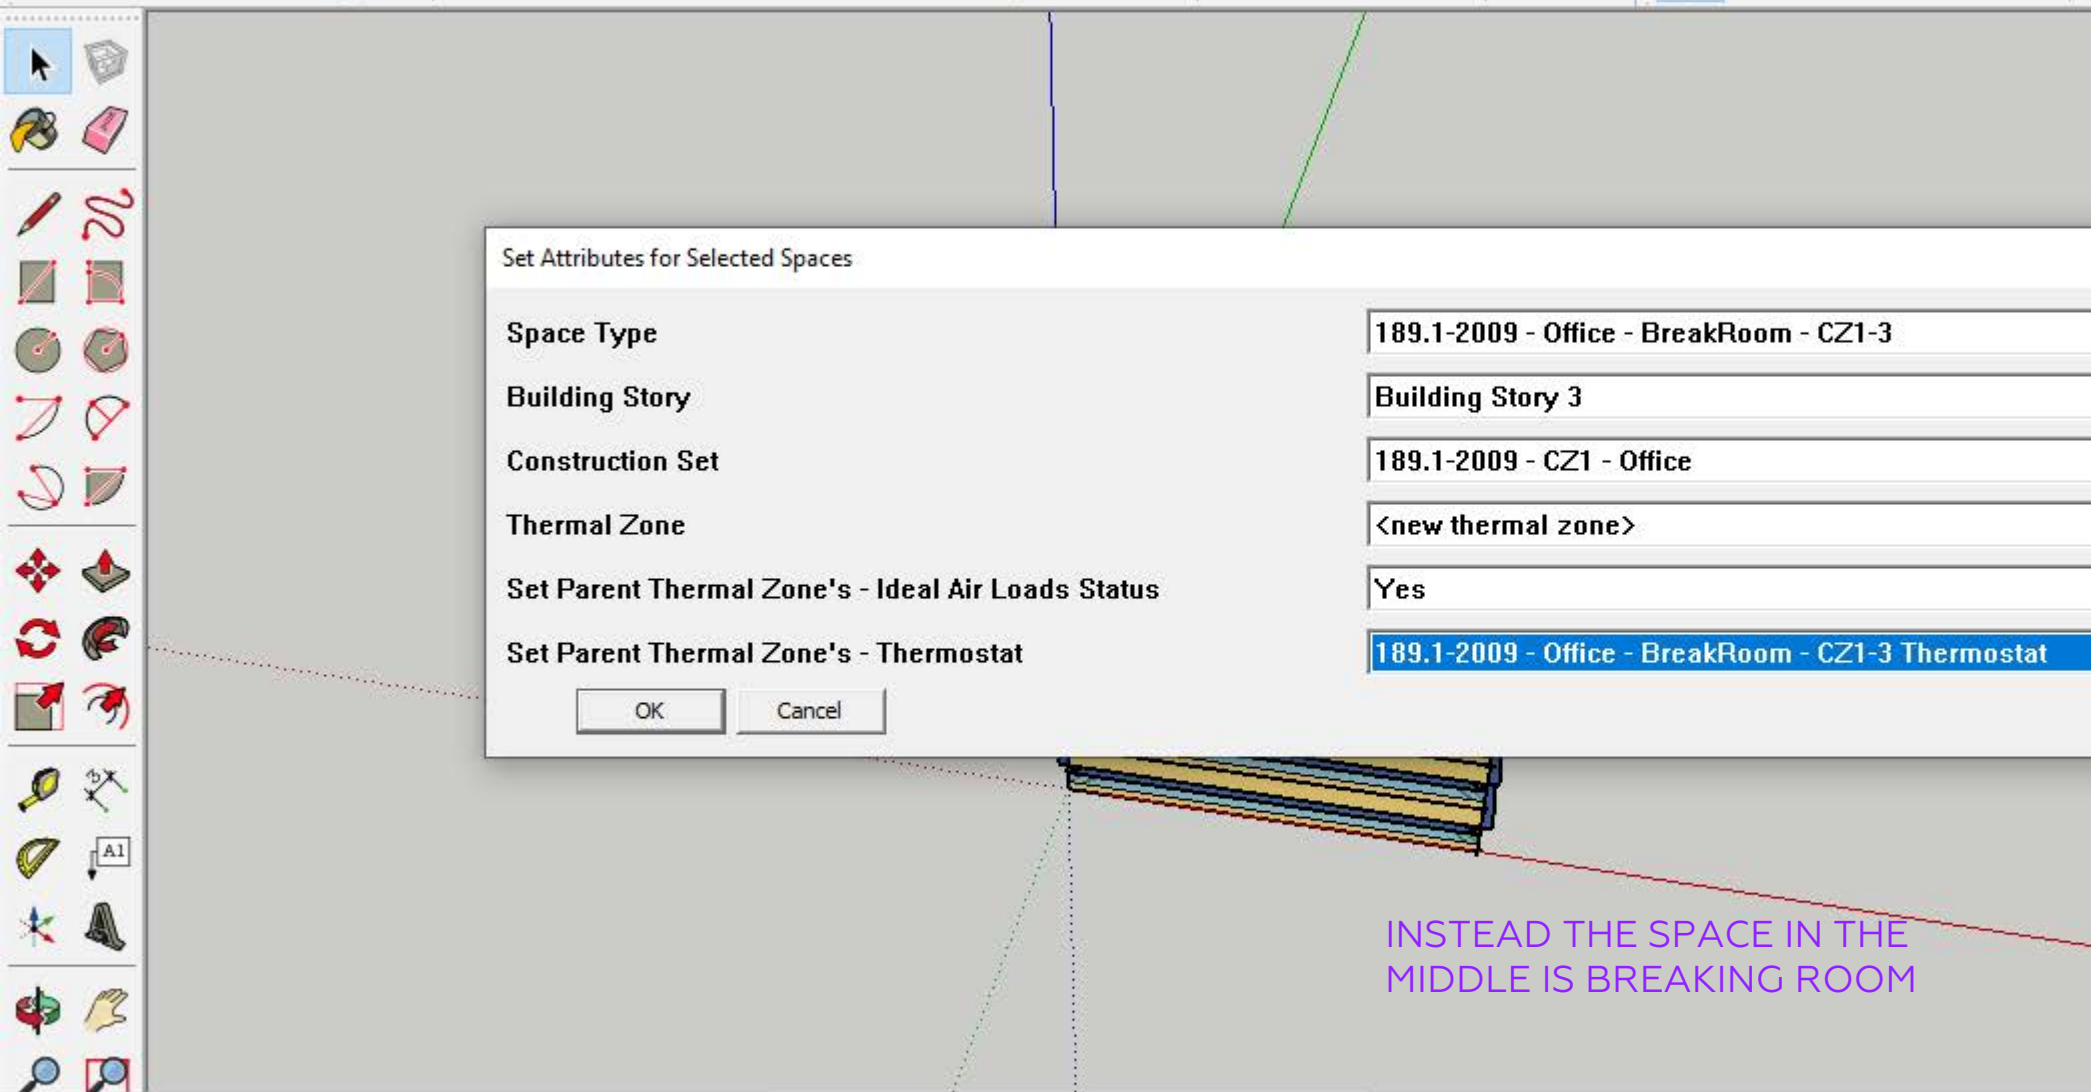 Set Attributes for Selected Spaces
Space Type
189.1-2009 - Office - BreakRoom - CZ1-3
Building Story
Building Story 3
Construction Set
189.1-2009 - CZ1 - Office
Thermal Zone
<new thermal zone>
Set Parent Thermal Zone's - Ideal Air Loads Status
Yes
Set Parent Thermal Zone's - Thermostat
189.1-2009 - Office - BreakRoom - CZ1-3 Thermostat
OK
Cancel
A1
INSTEAD THE SPACE IN THE
MIDDLE IS BREAKING ROOM